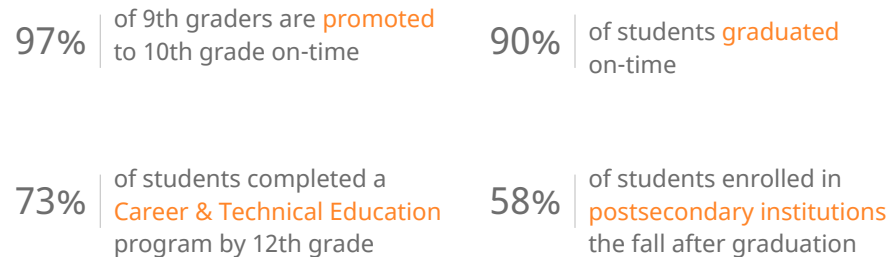 97%
of 9th graders are promoted
to 10th grade on-time
90%
of students graduated
on-time
73%
of students completed a
Career & Technical Education
program by 12th grade
58%
of students enrolled in
postsecondary institutions
the fall after graduation